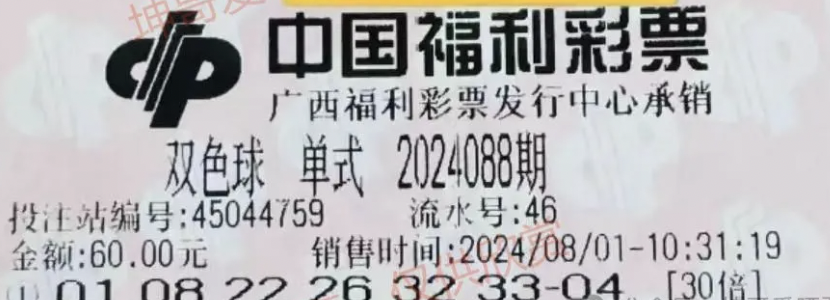 中国福利彩票
广西福利彩票发行中心承销
双色球 单式 2024088期
投注站编号:45044759 流水号:46
金额:60.00元 销售时间:2024/08/01-10:31:19
01 08 22 26 32 33-04 [30倍]